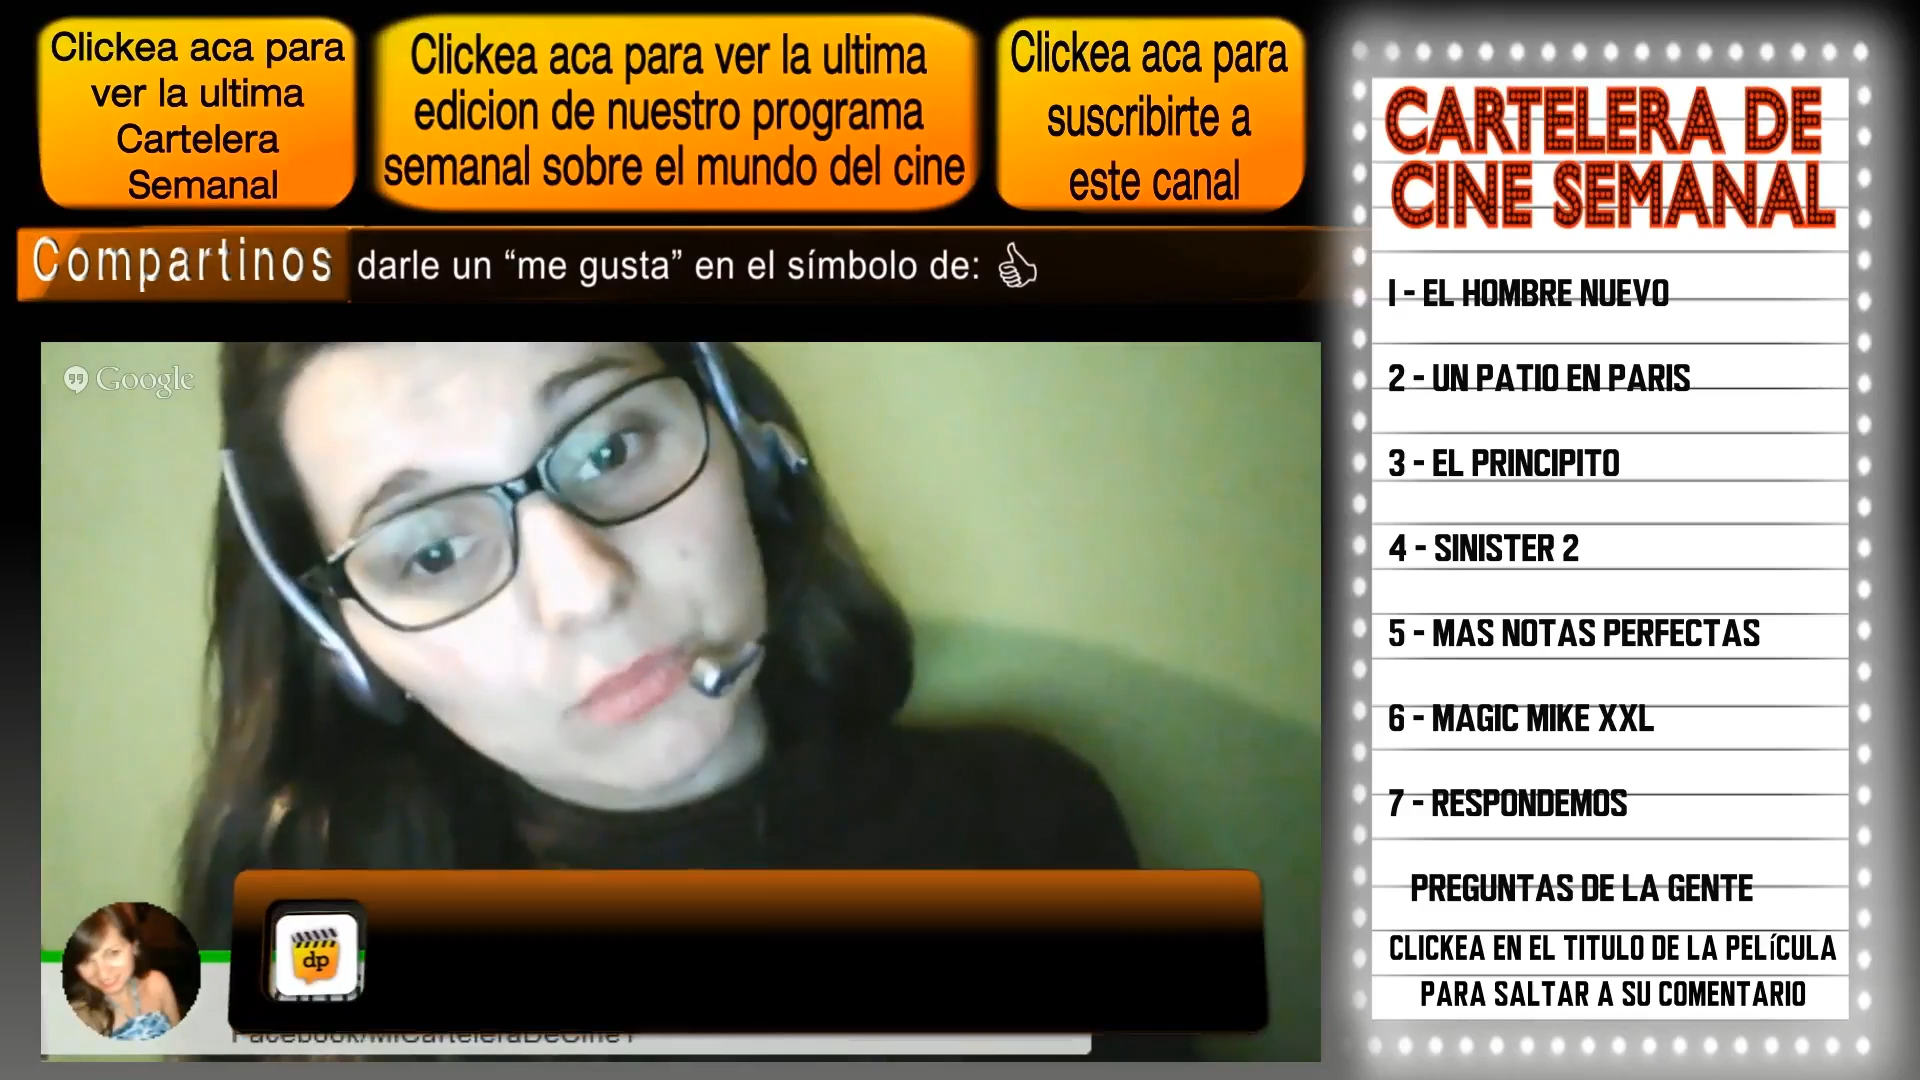 Clickea aca para
ver la ultima
Cartelera
Semanal
Clickea aca para ver la ultima
edicion de nuestro programa
semanal sobre el mundo del cine
Clickea aca para
suscribirte a
este canal
Compartinos
darle un “me gusta” en el símbolo de:
Google
dp
Facebook/MiCarteleraDeCine1
CARTELERA DE
CINE SEMANAL
1 - EL HOMBRE NUEVO
2 - UN PATIO EN PARIS
3 - EL PRINCIPITO
4 - SINISTER 2
5 - MAS NOTAS PERFECTAS
6 - MAGIC MIKE XXL
7 - RESPONDEMOS
PREGUNTAS DE LA GENTE
CLICKEA EN EL TITULO DE LA PELíCULA
PARA SALTAR A SU COMENTARIO